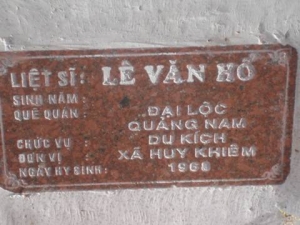 LIỆT SĨ: LÊ VĂN HỔ
SINH NĂM :
QUÊ QUÁN : ĐẠI LỘC
QUẢNG NAM
CHỨC VỤ : DU KÍCH
ĐƠN VỊ : XÃ HUY KHIÊM
NGÀY HY SINH: 1968